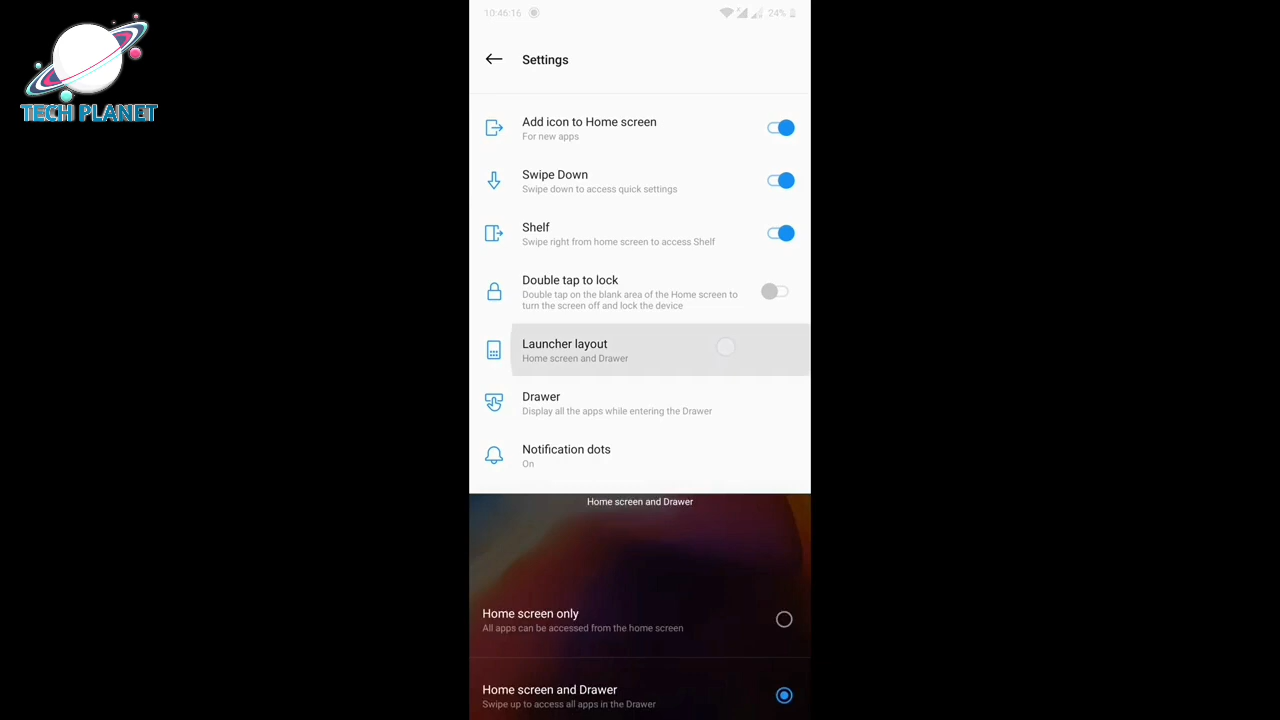 10:46:16
24%
TECH PLANET
Settings
Add icon to Home screen
For new apps
Swipe Down
Swipe down to access quick settings
Shelf
Swipe right from home screen to access Shelf
Double tap to lock
Double tap on the blank area of the Home screen to
turn the screen off and lock the device
Launcher layout
Home screen and Drawer
Drawer
Display all the apps while entering the Drawer
Notification dots
On
Home screen and Drawer
Home screen only
All apps can be accessed from the home screen
Home screen and Drawer
Swipe up to access all apps in the Drawer